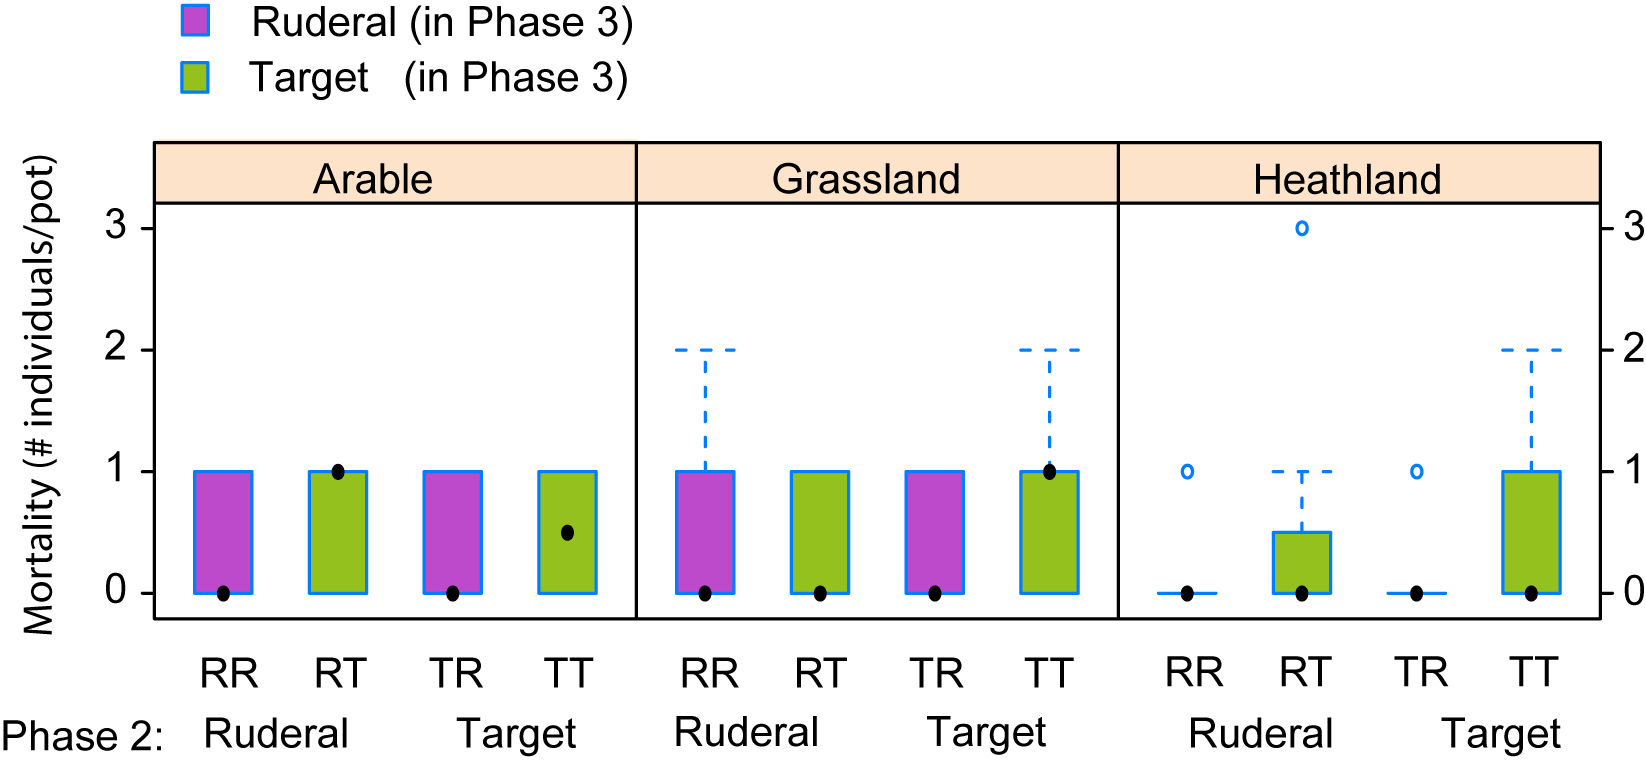 Ruderal (in Phase 3)
Target (in Phase 3)
Arable Grassland Heathland
Mortality (# individuals/pot)
3 3
2 2
1 1
0 0
RR RT TR TT RR RT TR TT RR RT TR TT
Phase 2: Ruderal Target Ruderal Target Ruderal Target